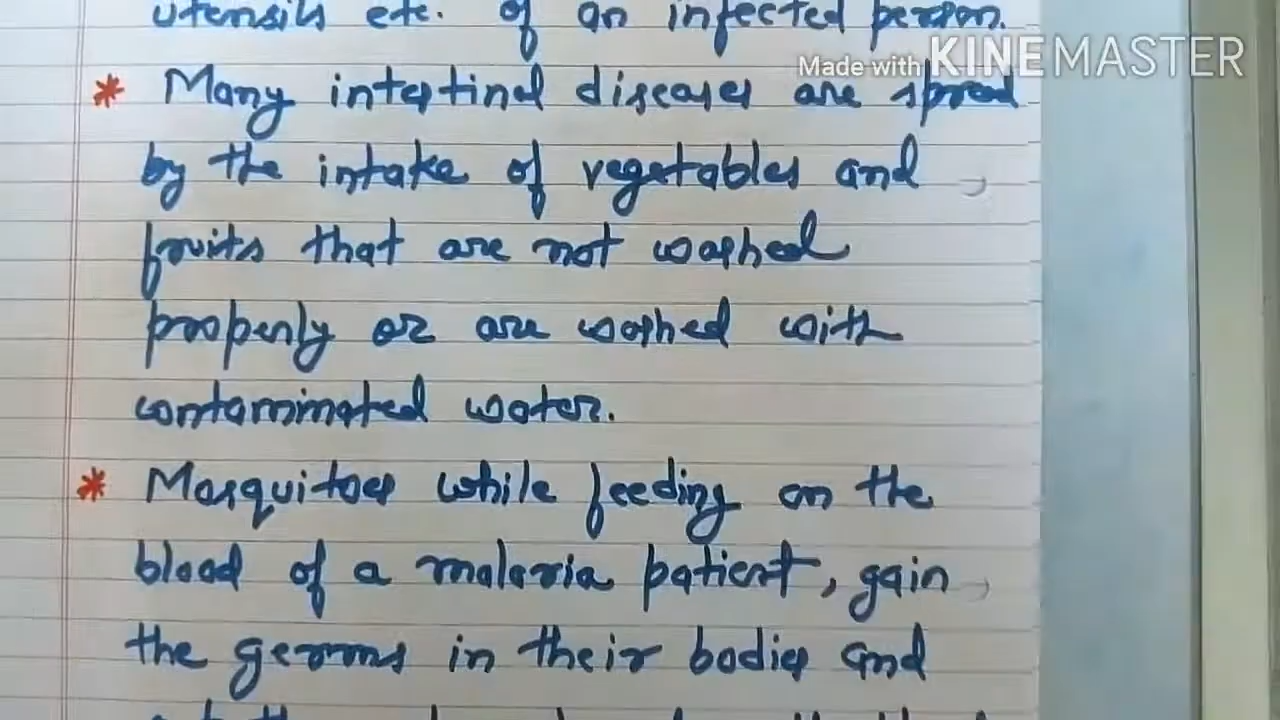 utensils etc. of an infected person.
Made with KINEMASTER
* Many intestinal diseases are spread
by the intake of vegetables and
fruits that are not washed
properly or are washed with
contaminated water.
* Mosquitoes while feeding on the
blood of a malaria patient, gain
the germs in their bodies and